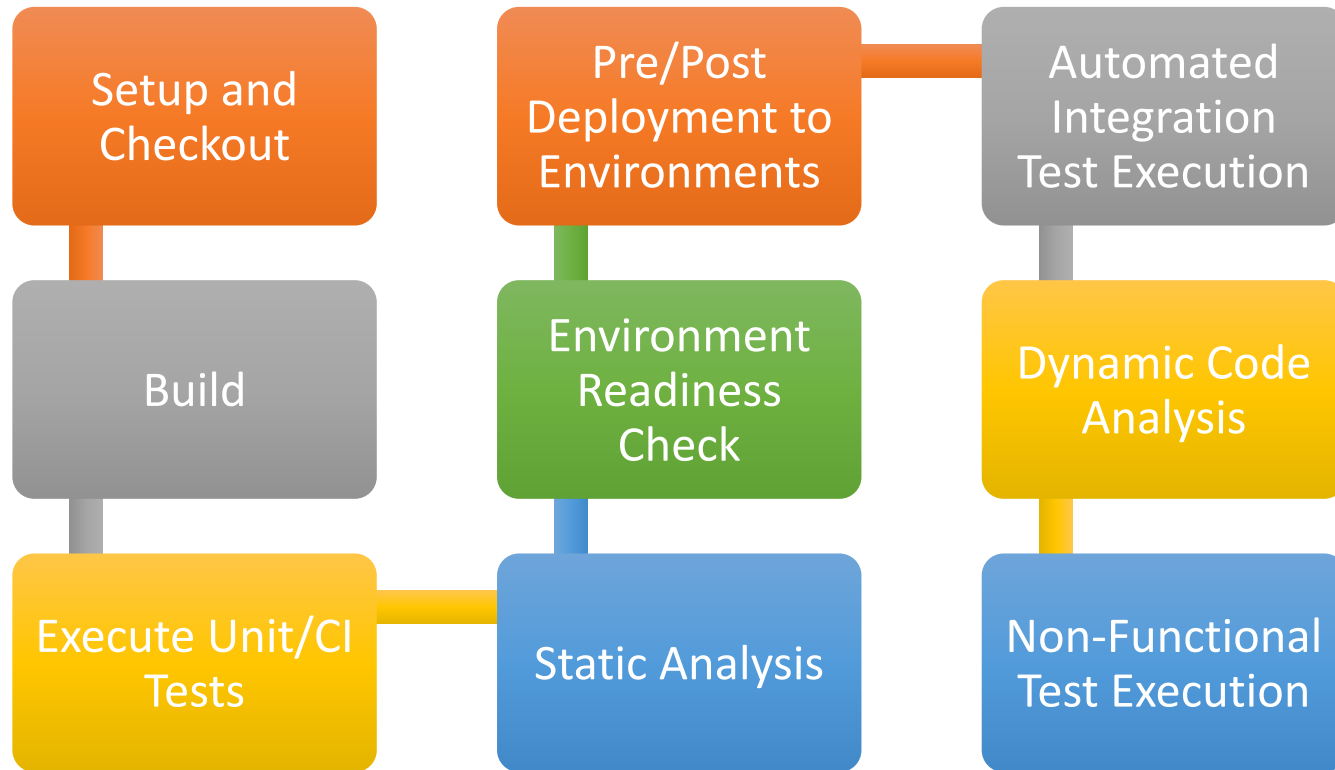 Setup and
Checkout
Build
Execute Unit/CI
Tests
Static Analysis
Environment
Readiness
Check
Pre/Post
Deployment to
Environments
Automated
Integration
Test Execution
Dynamic Code
Analysis
Non-Functional
Test Execution